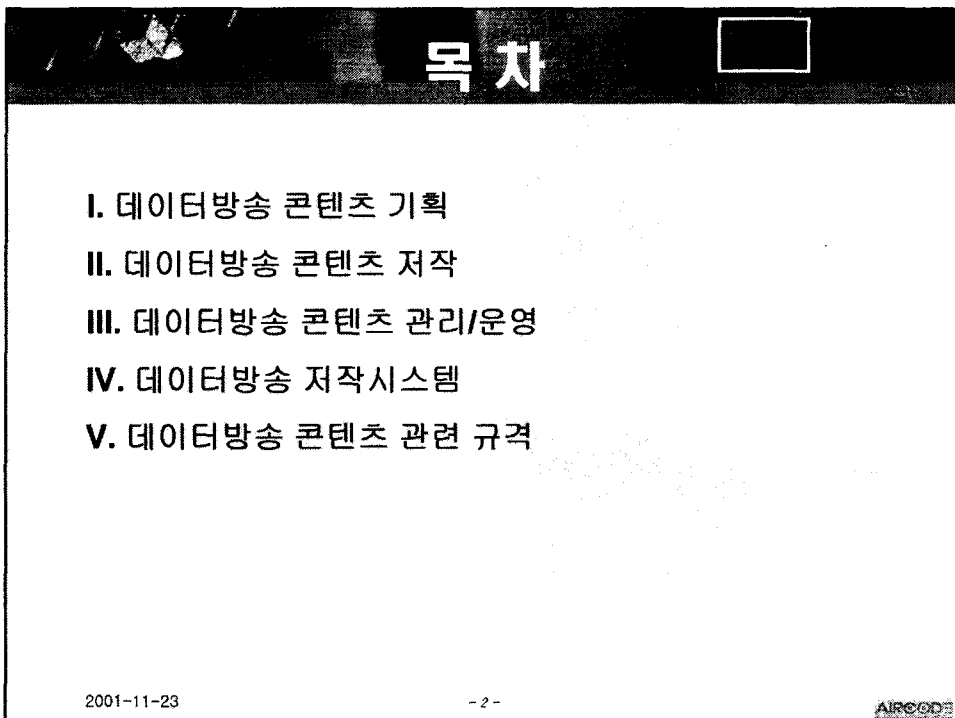 목 차
I. 데이터방송 콘텐츠 기획
II. 데이터방송 콘텐츠 저작
III. 데이터방송 콘텐츠 관리/운영
IV. 데이터방송 저작시스템
V. 데이터방송 콘텐츠 관련 규격
2001-11-23
- 2 -
AIRCODE